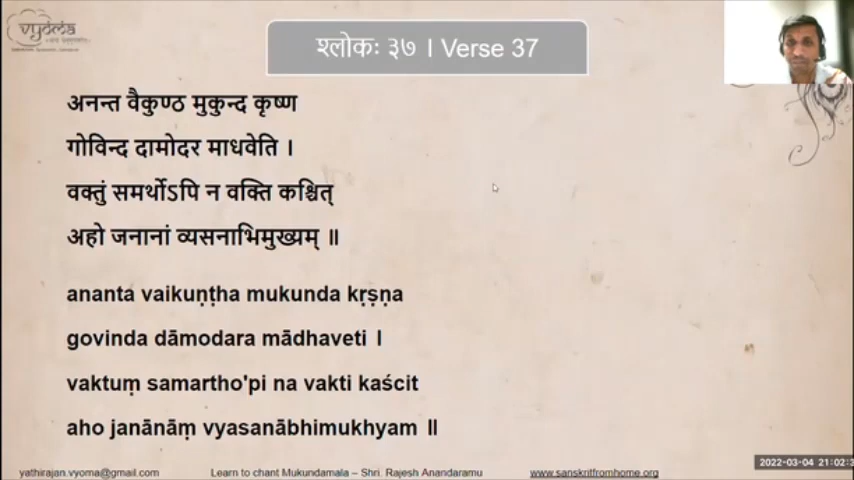 vyoma
श्लोकः ३७ । Verse 37
अनन्त वैकुण्ठ मुकुन्द कृष्ण
गोविन्द दामोदर माधवेति ।
वक्तुं समर्थोऽपि न वक्ति कश्चित्
अहो जनानां व्यसनाभिमुख्यम् ॥
ananta vaikuṇṭha mukunda kṛṣṇa
govinda dāmodara mādhaveti ।
vaktuṃ samartho'pi na vakti kaścit
aho janānāṃ vyasanābhimukhyam ॥
yathirajan.vyoma@gmail.com Learn to chant Mukundamala – Shri. Rajesh Anandaramu www.sanskritfromhome.org
2022-03-04 21:02:3